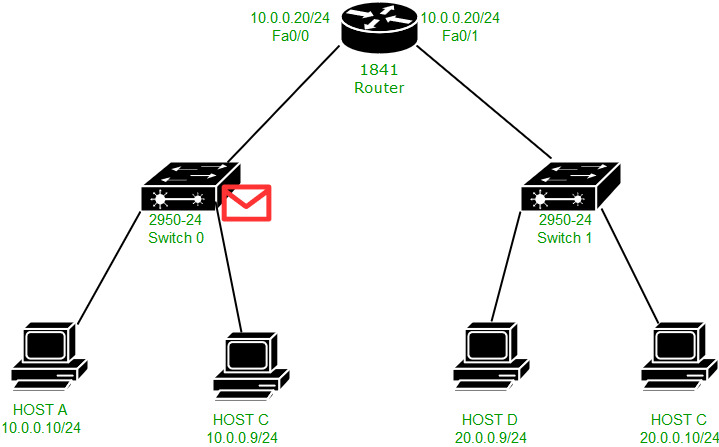 10.0.0.20/24
Fa0/0
10.0.0.20/24
Fa0/1
1841
Router
2950-24
Switch 0
2950-24
Switch 1
HOST A
10.0.0.10/24
HOST C
10.0.0.9/24
HOST D
20.0.0.9/24
HOST C
20.0.0.10/24